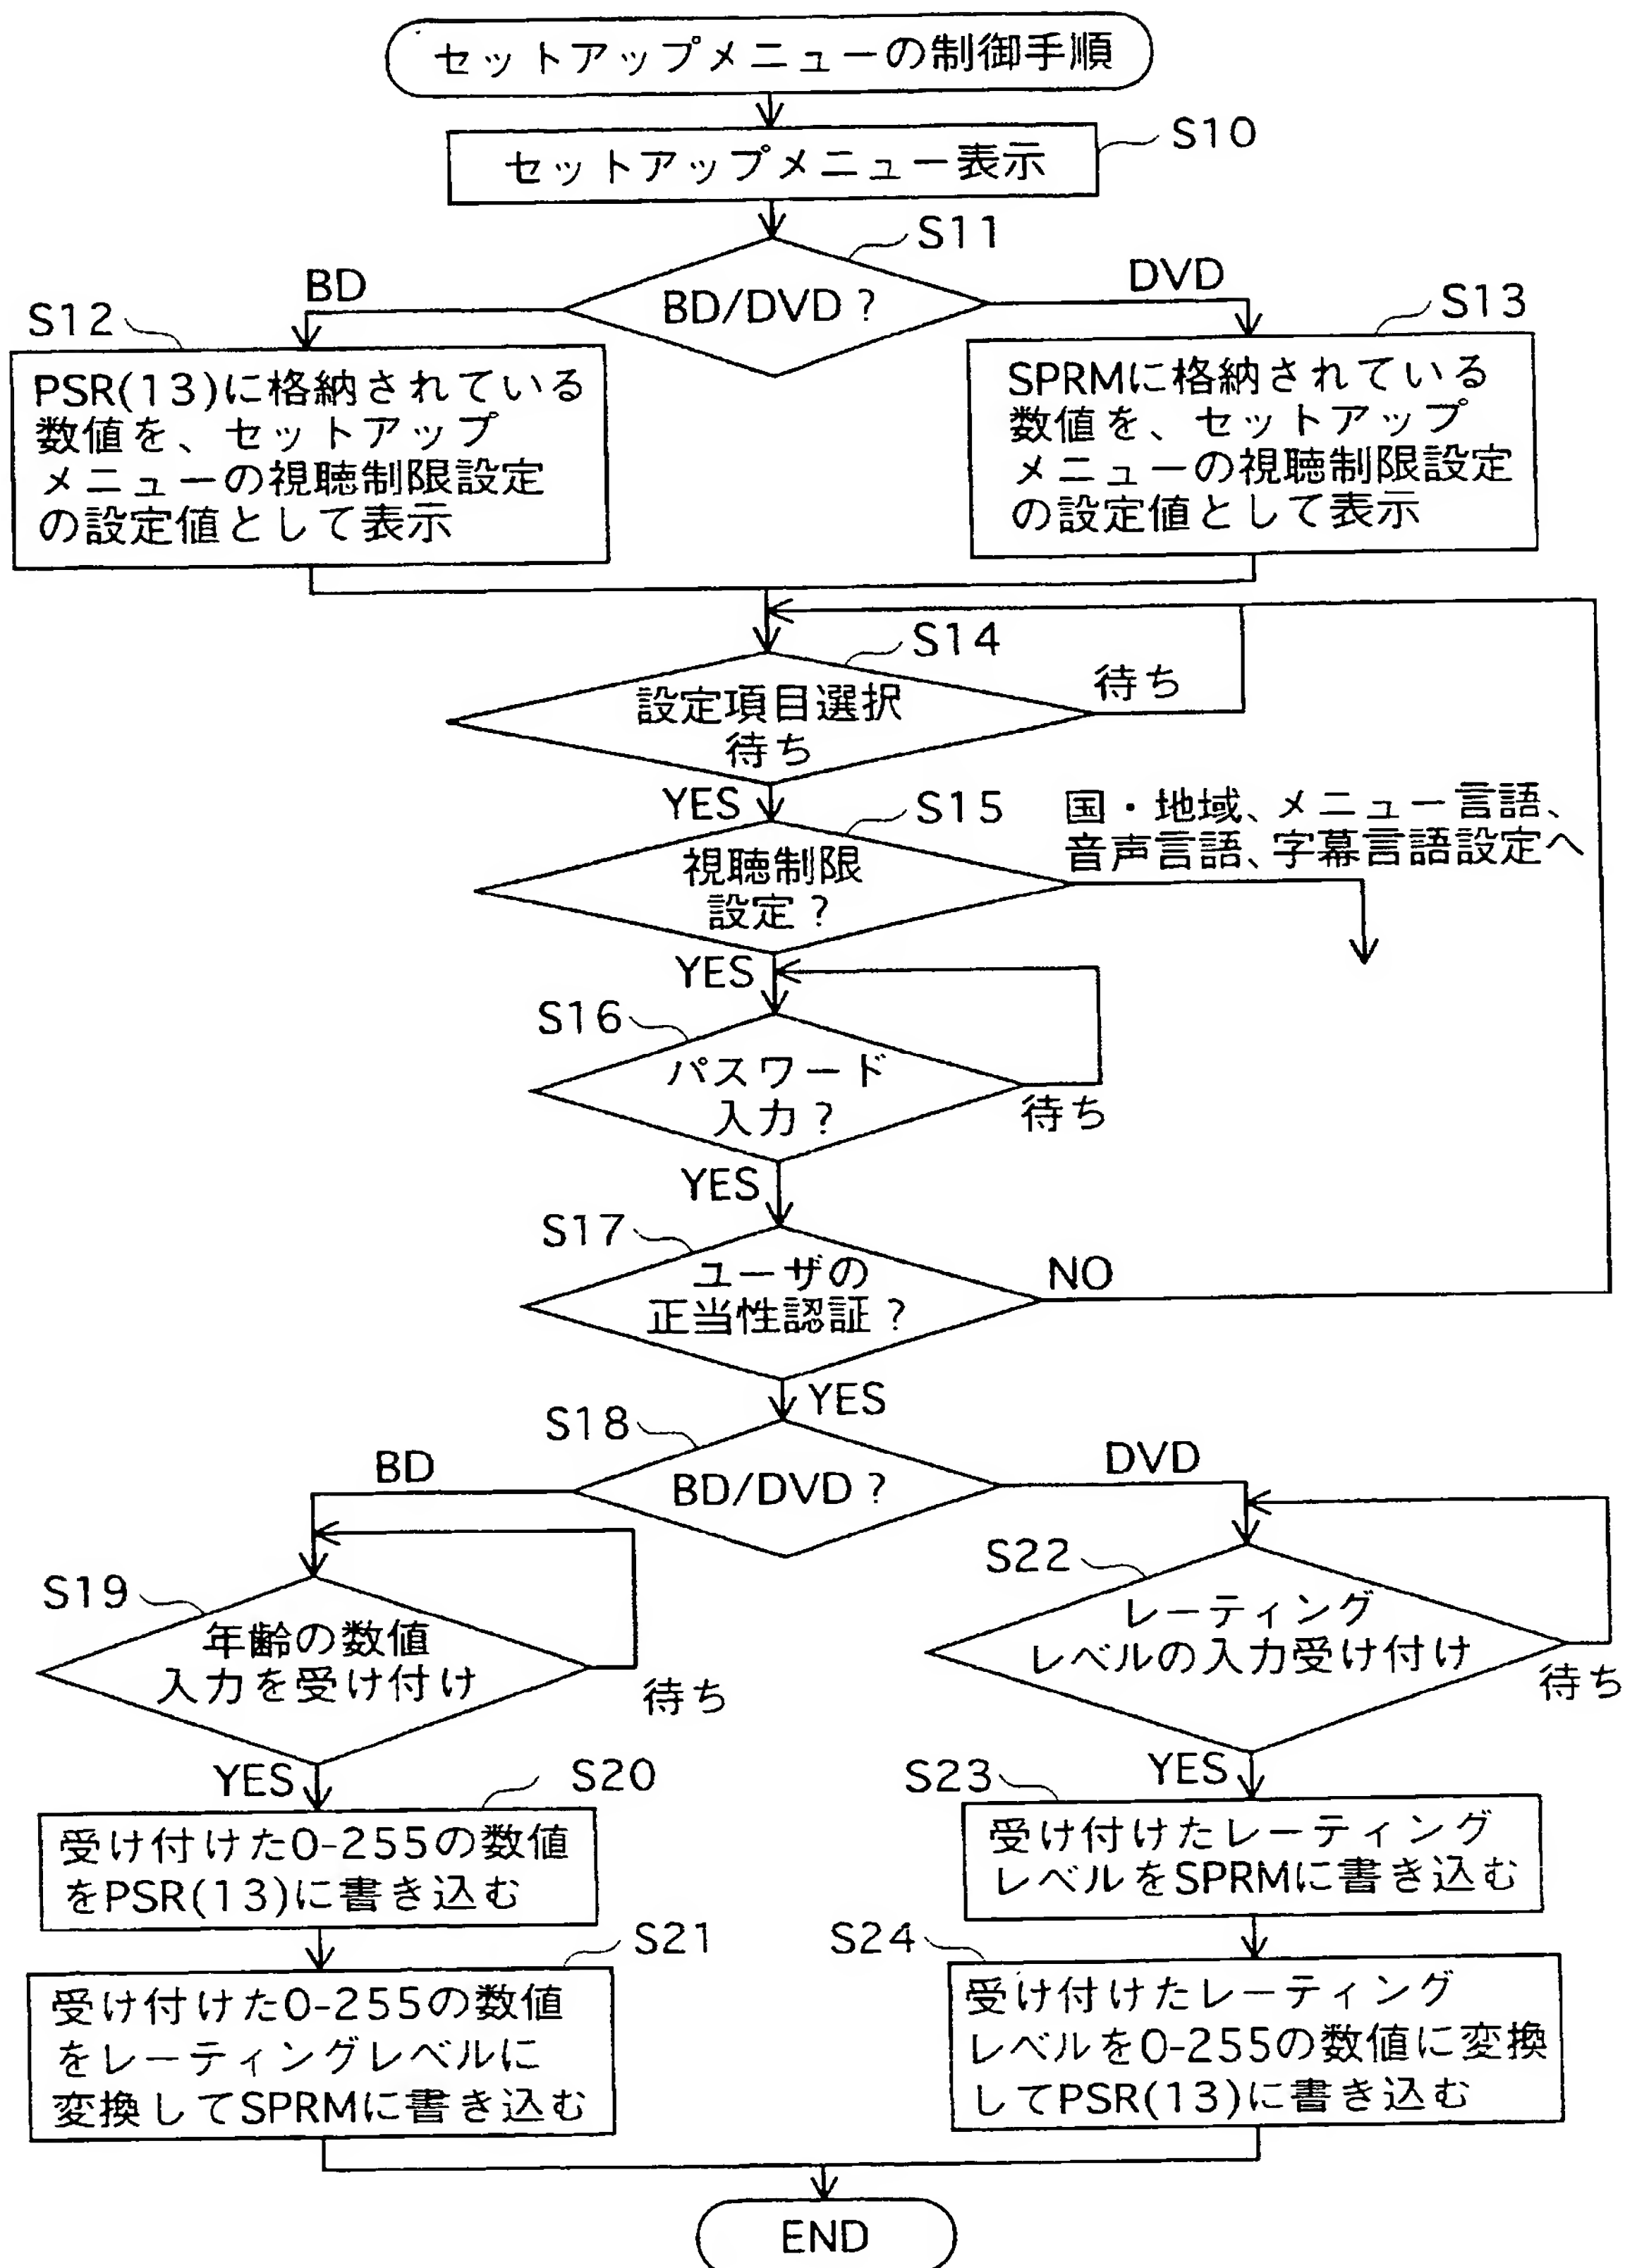 セットアップメニューの制御手順
セットアップメニュー表示
S10
S11
BD/DVD？
BD
DVD
S12
PSR(13)に格納されている
数値を、セットアップ
メニューの視聴制限設定
の設定値として表示
S13
SPRMに格納されている
数値を、セットアップ
メニューの視聴制限設定
の設定値として表示
S14
設定項目選択
待ち
待ち
YES
S15
視聴制限
設定？
国・地域、メニュー言語、
音声言語、字幕言語設定へ
YES
S16
パスワード
入力？
待ち
YES
S17
ユーザの
正当性認証？
NO
YES
S18
BD/DVD？
BD
DVD
S19
年齢の数値
入力を受け付け
待ち
YES
S22
レーティング
レベルの入力受け付け
待ち
YES
S20
受け付けた0-255の数値
をPSR(13)に書き込む
S23
受け付けたレーティング
レベルをSPRMに書き込む
S21
受け付けた0-255の数値
をレーティングレベルに
変換してSPRMに書き込む
S24
受け付けたレーティング
レベルを0-255の数値に変換
してPSR(13)に書き込む
END